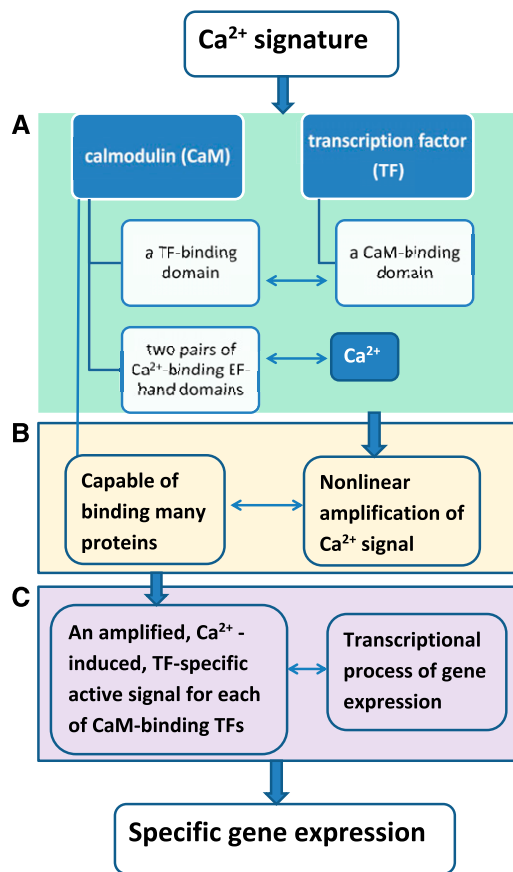 Ca²⁺ signature
A
calmodulin (CaM)
transcription factor
(TF)
a TF-binding
domain
a CaM-binding
domain
two pairs of
Ca²⁺-binding EF-
hand domains
Ca²⁺
B
Capable of
binding many
proteins
Nonlinear
amplification of
Ca²⁺ signal
C
An amplified, Ca²⁺ -
induced, TF-specific
active signal for each
of CaM-binding TFs
Transcriptional
process of gene
expression
Specific gene expression